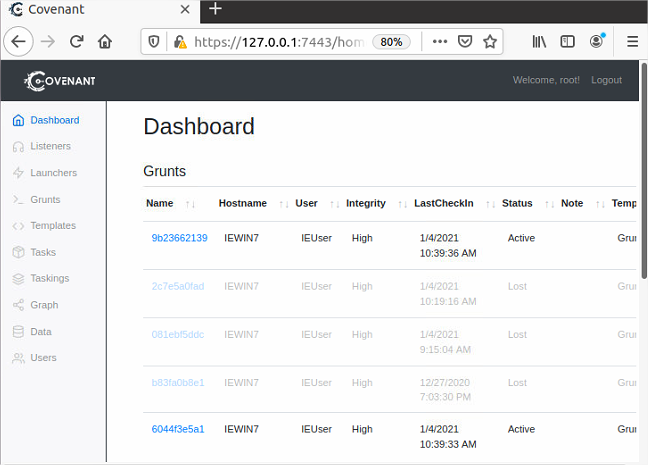 Covenant
https://127.0.0.1:7443/hom
80%
COVENANT
Welcome, root!
Logout
Dashboard
Listeners
Launchers
Grunts
Templates
Tasks
Taskings
Graph
Data
Users
Dashboard
Grunts
Name Hostname User Integrity LastCheckIn Status Note Temp
9b23662139 IEWIN7 IEUser High 1/4/2021 Active Grun
10:39:36 AM
2c7e5a0fad IEWIN7 IEUser High 1/4/2021 Lost Grun
10:19:16 AM
081ebf5ddc IEWIN7 IEUser High 1/4/2021 Lost Grun
9:15:04 AM
b83fa0b8e1 IEWIN7 IEUser High 12/27/2020 Lost Grun
7:03:30 PM
6044f3e5a1 IEWIN7 IEUser High 1/4/2021 Active Grun
10:39:33 AM